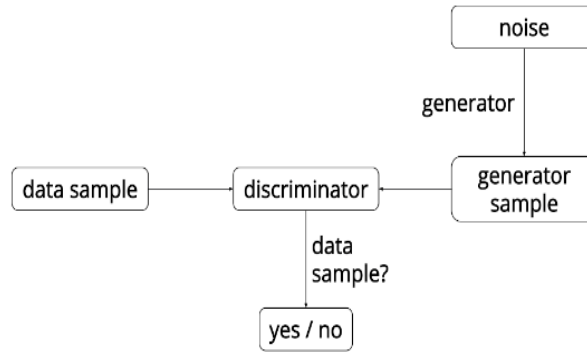 noise
generator
data sample
discriminator
generator
sample
data
sample?
yes / no